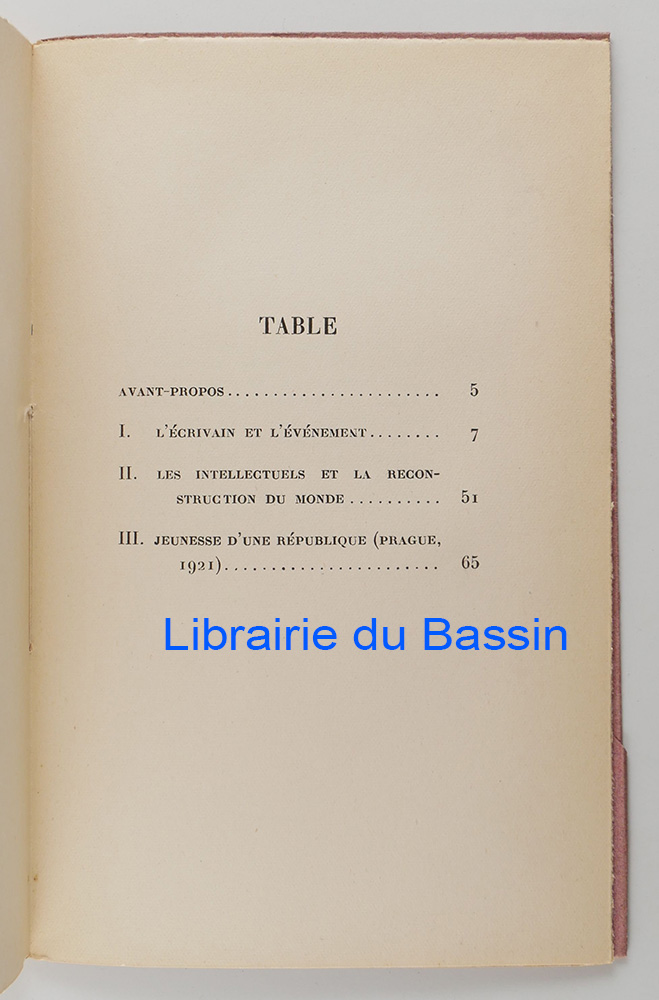 TABLE
AVANT-PROPOS....................... 5
I. L'ÉCRIVAIN ET L'ÉVÉNEMENT........ 7
II. LES INTELLECTUELS ET LA RECON-
STRUCTION DU MONDE.......... 51
III. JEUNESSE D'UNE RÉPUBLIQUE (PRAGUE,
1921)....................... 65
Librairie du Bassin